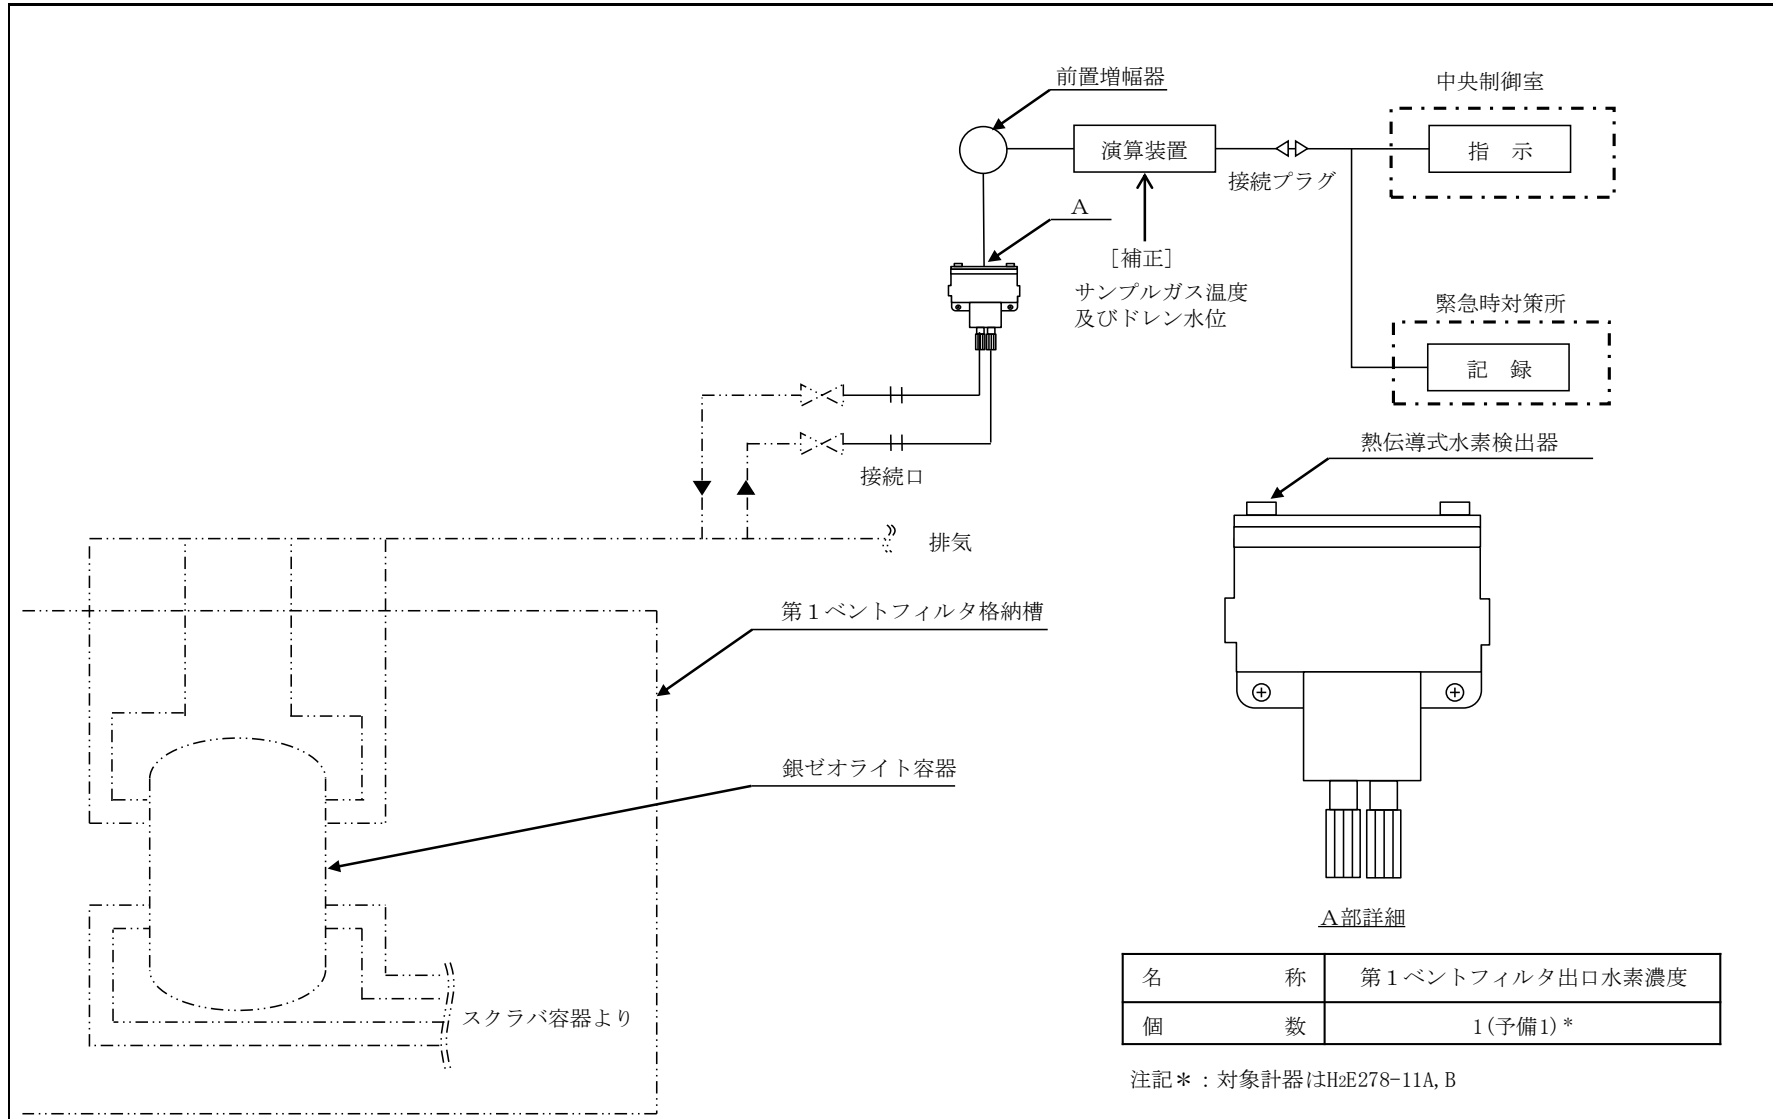 前置増幅器
中央制御室
演算装置
指 示
接続プラグ
A
[補正]
サンプルガス温度
及びドレン水位
緊急時対策所
記 録
熱伝導式水素検出器
接続口
排気
第1ベントフィルタ格納槽
銀ゼオライト容器
A部詳細
名 称 第1ベントフィルタ出口水素濃度
個 数 1(予備1)*
スクラバ容器より
注記*:対象計器はH2E278-11A,B